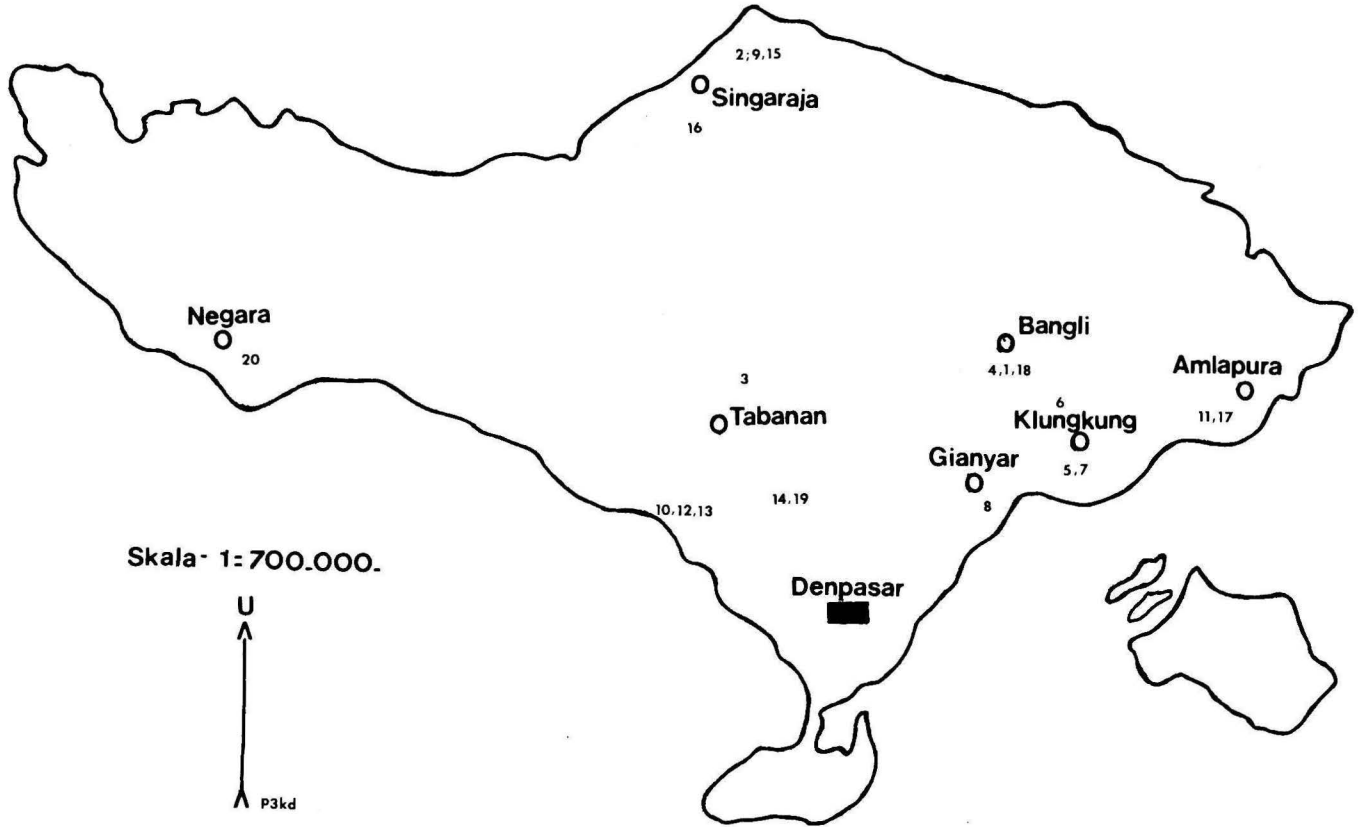 2;9,15
Singaraja
16
Negara
20
Bangli
4,1,18
Amlapura
11,17
3
Tabanan
6
Klungkung
5,7
Gianyar
8
10,12,13
14,19
Skala- 1=700.000.
Denpasar
U
P3kd